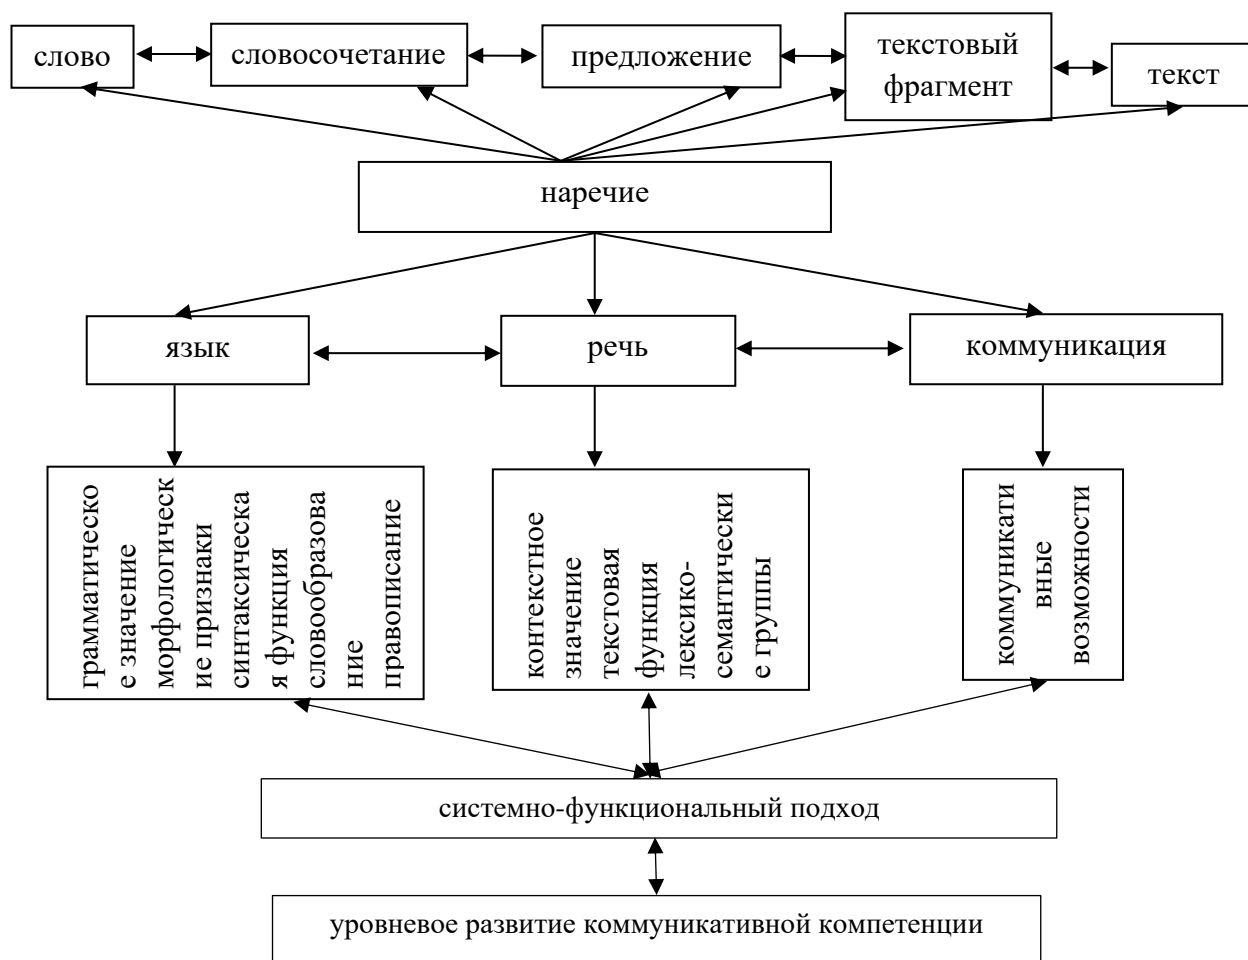 слово
словосочетание
предложение
текстовый
фрагмент
текст
наречие
язык
речь
коммуникация
грамматическо
е значение
морфологическ
ие признаки
синтаксическа
я функция
словообразова
ние
правописание
контекстное
значение
текстовая
функция
лексико-
семантически
е группы
коммуникати
вные
возможности
системно-функциональный подход
уровневое развитие коммуникативной компетенции